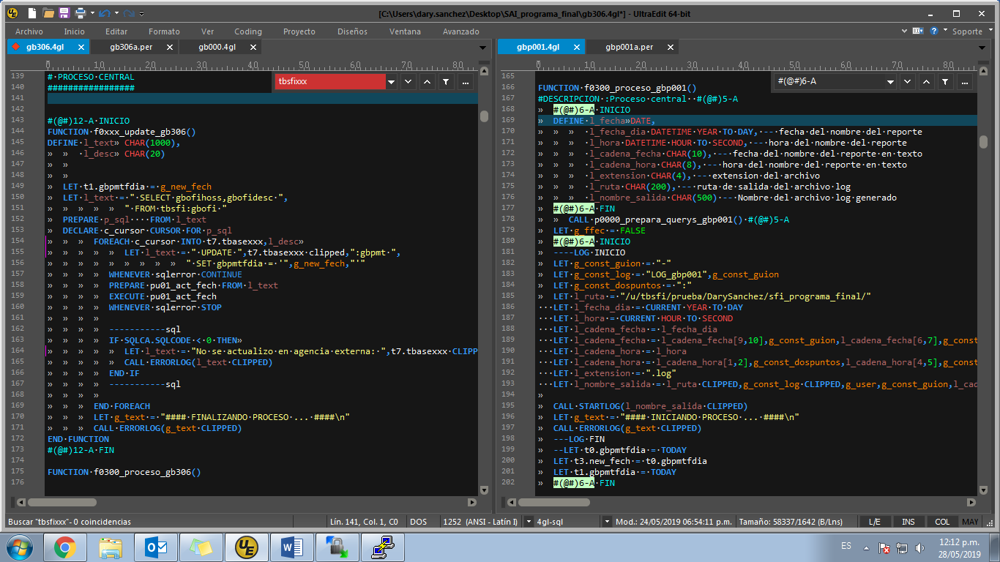 [C:\Users\dary.sanchez\Desktop\SAI_programa_final\gb306.4gl*] - UltraEdit 64-bit
Archivo Inicio Editar Formato Ver Coding Proyecto Diseños Ventana Avanzado Soporte
gb306.4gl gb306a.per gb000.4gl
0 10 20 30 40 50 60 70 80
tbsfixxx
139 #·PROCESO·CENTRAL
140 #################
141
142
143 #(@#)12-A·INICIO
144 FUNCTION·f0xxx_update_gb306()
145 DEFINE·l_text» CHAR(1000),
146 » » ·l_desc» CHAR(20)
147 » »
148 » »
149 » LET·t1.gbpmtfdia·=·g_new_fech
150 » LET·l_text·=·"·SELECT·gbofihoss,gbofidesc·",
151 » » » » » "·FROM·tbsfi:gbofi·"
152 » PREPARE·p_sql····FROM·l_text
153 » DECLARE·c_cursor·CURSOR·FOR·p_sql
154 » » » FOREACH·c_cursor·INTO·t7.tbasexxx,l_desc»
155 » » » » » LET·l_text·=·"·UPDATE·",t7.tbasexxx·clipped,":gbpmt·",
156 » » » » » » » » » "·SET·gbpmtfdia·=·'",g_new_fech,"'"
157 » » » » WHENEVER·sqlerror·CONTINUE
158 » » » » PREPARE·pu01_act_fech·FROM·l_text
159 » » » » EXECUTE·pu01_act_fech
160 » » » » WHENEVER·sqlerror·STOP
161 » » » »
162 » » » » -----------sql
163 » » » » IF·SQLCA.SQLCODE·<·0·THEN»
164 » » » » » LET·l_text·=·"No·se·actualizo·en·agencia·externa:·",t7.tbasexxx·CLIPP
165 » » » » » CALL·ERRORLOG(l_text·CLIPPED)
166 » » » » END·IF
167 » » » » -----------sql
168 » » » »
169 » » » END·FOREACH
170 » » » LET·g_text·=·"####·FINALIZANDO·PROCESO·...·####\n"
171 » » » CALL·ERRORLOG(g_text·CLIPPED)
172 END·FUNCTION
173 #(@#)12-A·FIN
174
175 FUNCTION·f0300_proceso_gb306()
176
gbp001.4gl gbp001a.per
0 10 20 30 40 50 60 70 80
#(@#)6-A
165
166 FUNCTION·f0300_proceso_gbp001()
167 #DESCRIPCION·:Proceso·central··#(@#)5-A
168 » #(@#)6-A·INICIO
169 » DEFINE·l_fecha»DATE,
170 » » » ·l_fecha_dia·DATETIME·YEAR·TO·DAY,·--·fecha·del·nombre·del·reporte
171 » » » ·l_hora·DATETIME·HOUR·TO·SECOND,·--·hora·del·nombre·del·reporte
172 » » » ·l_cadena_fecha·CHAR(10),·--·fecha·del·nombre·del·reporte·en·texto
173 » » » ·l_cadena_hora·CHAR(8),·--·hora·del·nombre·del·reporte·en·texto
174 » » » ·l_extension·CHAR(4),·--·extension·del·archivo
175 » » » ·l_ruta·CHAR(200),·--·ruta·de·salida·del·archivo·log
176 » » » ·l_nombre_salida·CHAR(500)·--·Nombre·del·archivo·log·generado
177 » #(@#)6-A·FIN
178 » » CALL·p0000_prepara_querys_gbp001()·#(@#)5-A
179 » LET·g_ffec·=·FALSE
180 » #(@#)6-A·INICIO
181 » ----LOG·INICIO
182 » LET·g_const_guion·=·"-"
183 » LET·g_const_log·=·"LOG_gbp001",g_const_guion
184 » LET·g_const_dospuntos·=·":"
185 » LET·l_ruta·=·"/u/tbsfi/prueba/DarySanchez/sfi_programa_final/"
186 ···LET·l_fecha_dia·=·CURRENT·YEAR·TO·DAY
187 ···LET·l_hora·=·CURRENT·HOUR·TO·SECOND
188 ···LET·l_cadena_fecha·=·l_fecha_dia
189 ···LET·l_cadena_fecha·=·l_cadena_fecha[9,10],g_const_guion,l_cadena_fecha[6,7],g_const
190 ···LET·l_cadena_hora·=·l_hora
191 ···LET·l_cadena_hora·=·l_cadena_hora[1,2],g_const_dospuntos,l_cadena_hora[4,5],g_const
192 ···LET·l_extension·=·".log"
193 ···LET·l_nombre_salida·=·l_ruta·CLIPPED,g_const_log·CLIPPED,g_user,g_const_guion,l_cad
194 »
195 » CALL·STARTLOG(l_nombre_salida·CLIPPED)
196 » LET·g_text·=·"####·INICIANDO·PROCESO·...·####\n"
197 » CALL·ERRORLOG(g_text·CLIPPED)
198 » ---LOG·FIN
199 » --LET·t0.gbpmtfdia·=·TODAY
200 » LET·t3.new_fech·=·t0.gbpmtfdia
201 » LET·t1.gbpmtfdia·=·TODAY
202 » #(@#)6-A·FIN
Buscar "tbsfixxx"- 0 coincidencias Lín. 141, Col. 1, C0 DOS 1252 (ANSI - Latín I) 4gl-sql Mod.: 24/05/2019 06:54:11 p.m. Tamaño: 58337/1642 (B/Lns) L/E INS COL MAY
ES 12:12 p.m.
28/05/2019